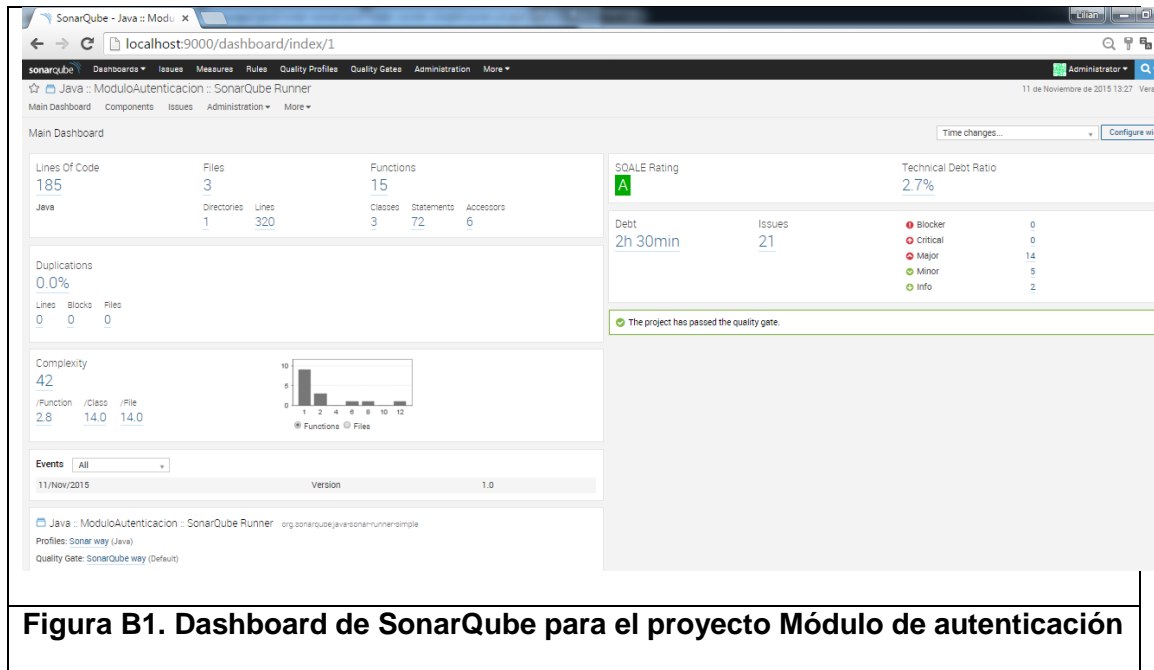 SonarQube - Java :: Modu
Lilian
localhost:9000/dashboard/index/1
sonarqube Dashboards Issues Measures Rules Quality Profiles Quality Gates Administration More Administrator
Java :: ModuloAutenticacion :: SonarQube Runner
11 de Noviembre de 2015 13:27 Vers
Main Dashboard Components Issues Administration More
Main Dashboard
Time changes... Configure wi
Lines Of Code Files Functions
185 3 15
Java Directories Lines Classes Statements Accessors
1 320 3 72 6
SQALE Rating Technical Debt Ratio
A 2.7%
Debt Issues
2h 30min 21
Blocker 0
Critical 0
Major 14
Minor 5
Info 2
Duplications
0.0%
Lines Blocks Files
0 0 0
The project has passed the quality gate.
Complexity
42
/Function /Class /File
2.8 14.0 14.0
10
5
0
1 2 4 6 8 10 12
Functions Files
Events All
11/Nov/2015 Version 1.0
Java :: ModuloAutenticacion :: SonarQube Runner org.sonarqube:java-sonar-runner-simple
Profiles: Sonar way (Java)
Quality Gate: SonarQube way (Default)
Figura B1. Dashboard de SonarQube para el proyecto Módulo de autenticación